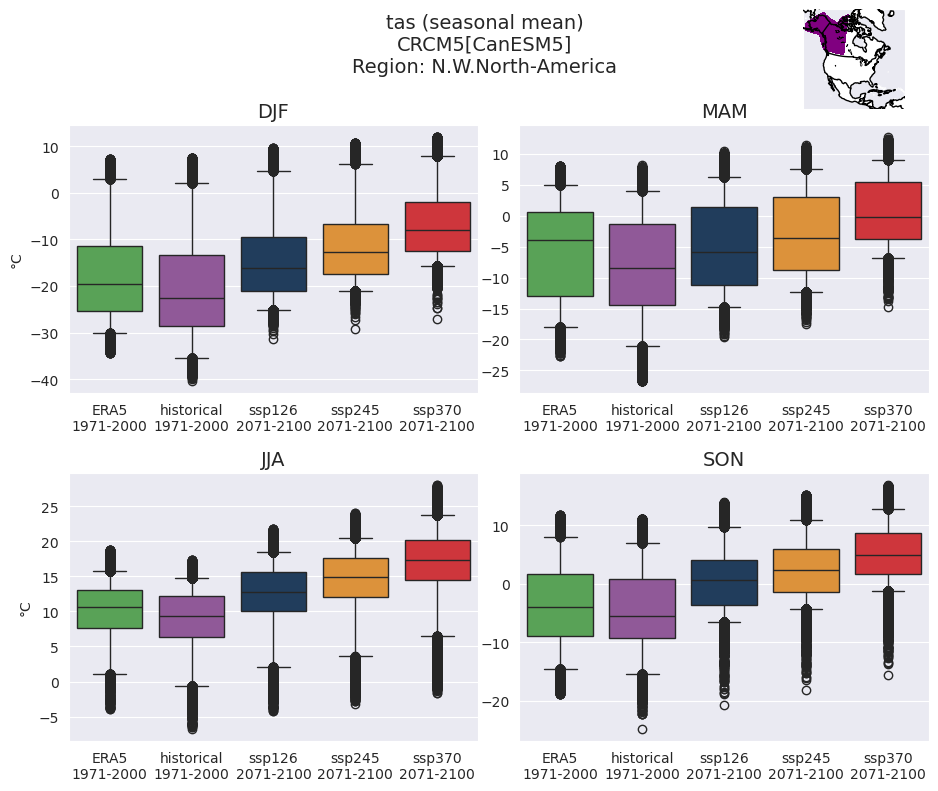 tas (seasonal mean)
CRCM5[CanESM5]
Region: N.W.North-America
DJF
10
0
−10
−20
−30
−40
°C
ERA5 historical ssp126 ssp245 ssp370
1971-2000 1971-2000 2071-2100 2071-2100 2071-2100
MAM
10
5
0
−5
−10
−15
−20
−25
ERA5 historical ssp126 ssp245 ssp370
1971-2000 1971-2000 2071-2100 2071-2100 2071-2100
JJA
25
20
15
10
5
0
−5
°C
ERA5 historical ssp126 ssp245 ssp370
1971-2000 1971-2000 2071-2100 2071-2100 2071-2100
SON
10
0
−10
−20
ERA5 historical ssp126 ssp245 ssp370
1971-2000 1971-2000 2071-2100 2071-2100 2071-2100